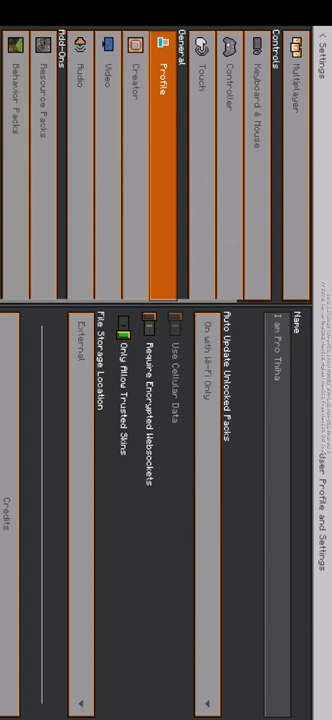 < Settings
User Profile and Settings
Multiplayer
Controls
Keyboard & Mouse
Controller
Touch
General
Profile
Creator
Video
Audio
Add-Ons
Resource Packs
Behavior Packs
Name
I am Pro Thiha
Auto Update Unlocked Packs
On with Wi-Fi Only
Use Cellular Data
Require Encrypted Websockets
Only Allow Trusted Skins
File Storage Location
External
Credits